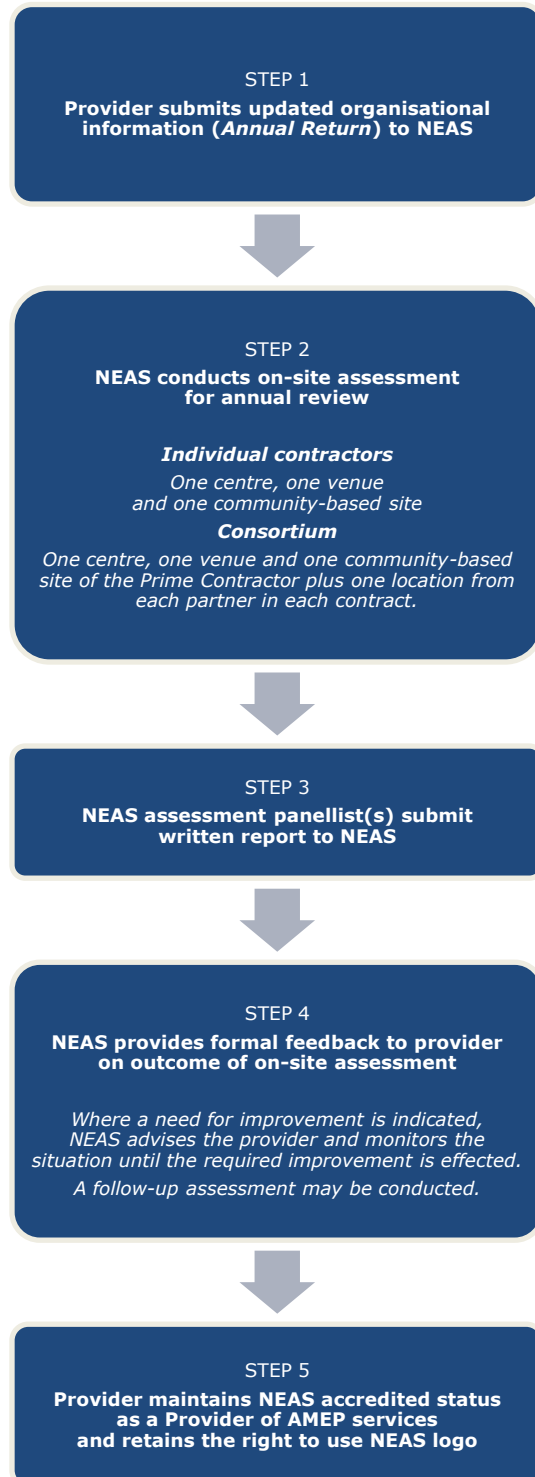 STEP 1
Provider submits updated organisational
information (Annual Return) to NEAS
STEP 2
NEAS conducts on-site assessment
for annual review
Individual contractors
One centre, one venue
and one community-based site
Consortium
One centre, one venue and one community-based
site of the Prime Contractor plus one location from
each partner in each contract.
STEP 3
NEAS assessment panellist(s) submit
written report to NEAS
STEP 4
NEAS provides formal feedback to provider
on outcome of on-site assessment
Where a need for improvement is indicated,
NEAS advises the provider and monitors the
situation until the required improvement is effected.
A follow-up assessment may be conducted.
STEP 5
Provider maintains NEAS accredited status
as a Provider of AMEP services
and retains the right to use NEAS logo